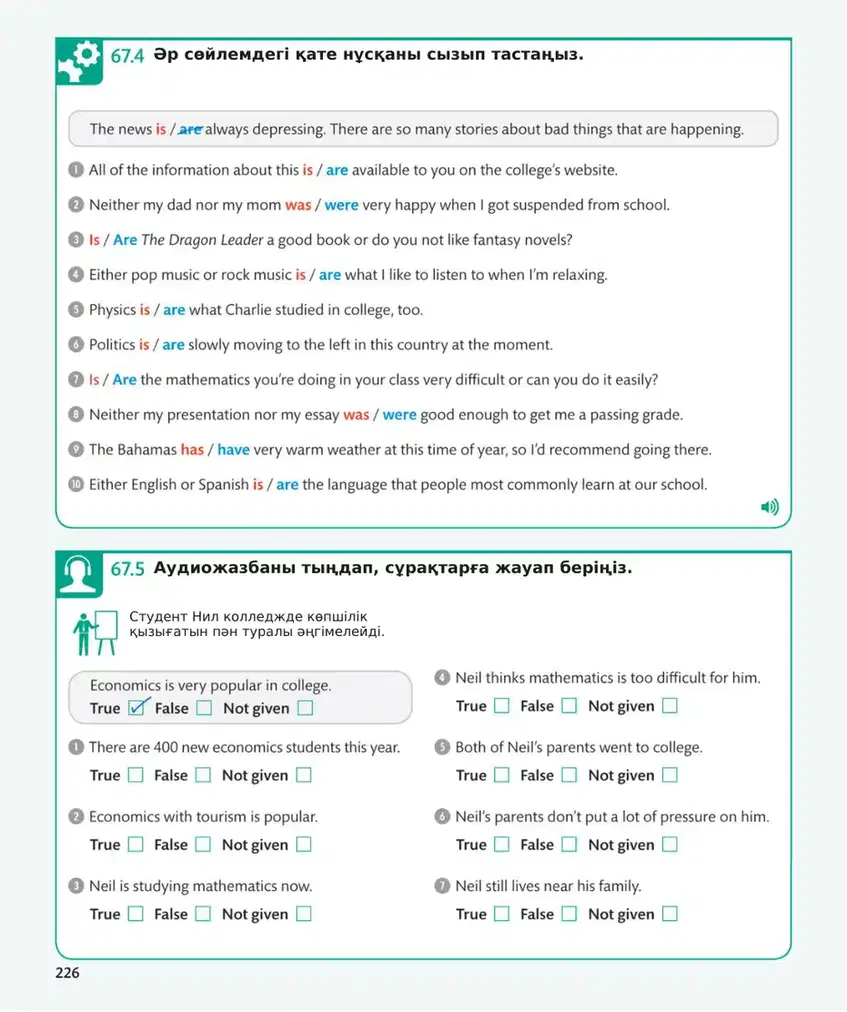 67.4 Әр сөйлемдегі қате нұсқаны сызып тастаңыз.
The news is / are always depressing. There are so many stories about bad things that are happening.
1 All of the information about this is / are available to you on the college's website.
2 Neither my dad nor my mom was / were very happy when I got suspended from school.
3 Is / Are The Dragon Leader a good book or do you not like fantasy novels?
4 Either pop music or rock music is / are what I like to listen to when I'm relaxing.
5 Physics is / are what Charlie studied in college, too.
6 Politics is / are slowly moving to the left in this country at the moment.
7 Is / Are the mathematics you're doing in your class very difficult or can you do it easily?
8 Neither my presentation nor my essay was / were good enough to get me a passing grade.
9 The Bahamas has / have very warm weather at this time of year, so I'd recommend going there.
10 Either English or Spanish is / are the language that people most commonly learn at our school.
67.5 Аудиожазбаны тыңдап, сұрақтарға жауап беріңіз.
Студент Нил колледжде көпшілік
қызығатын пән туралы әңгімелейді.
Economics is very popular in college.
True False Not given
1 There are 400 new economics students this year.
True False Not given
2 Economics with tourism is popular.
True False Not given
3 Neil is studying mathematics now.
True False Not given
4 Neil thinks mathematics is too difficult for him.
True False Not given
5 Both of Neil's parents went to college.
True False Not given
6 Neil's parents don't put a lot of pressure on him.
True False Not given
7 Neil still lives near his family.
True False Not given
226